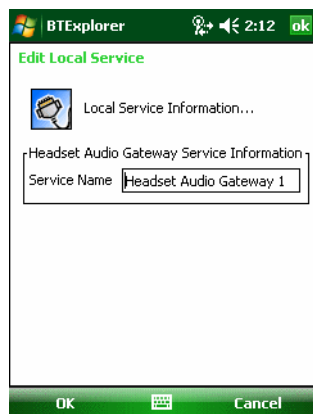 BTExplorer 2:12 ok
Edit Local Service
Local Service Information...
Headset Audio Gateway Service Information
Service Name Headset Audio Gateway 1
OK Cancel